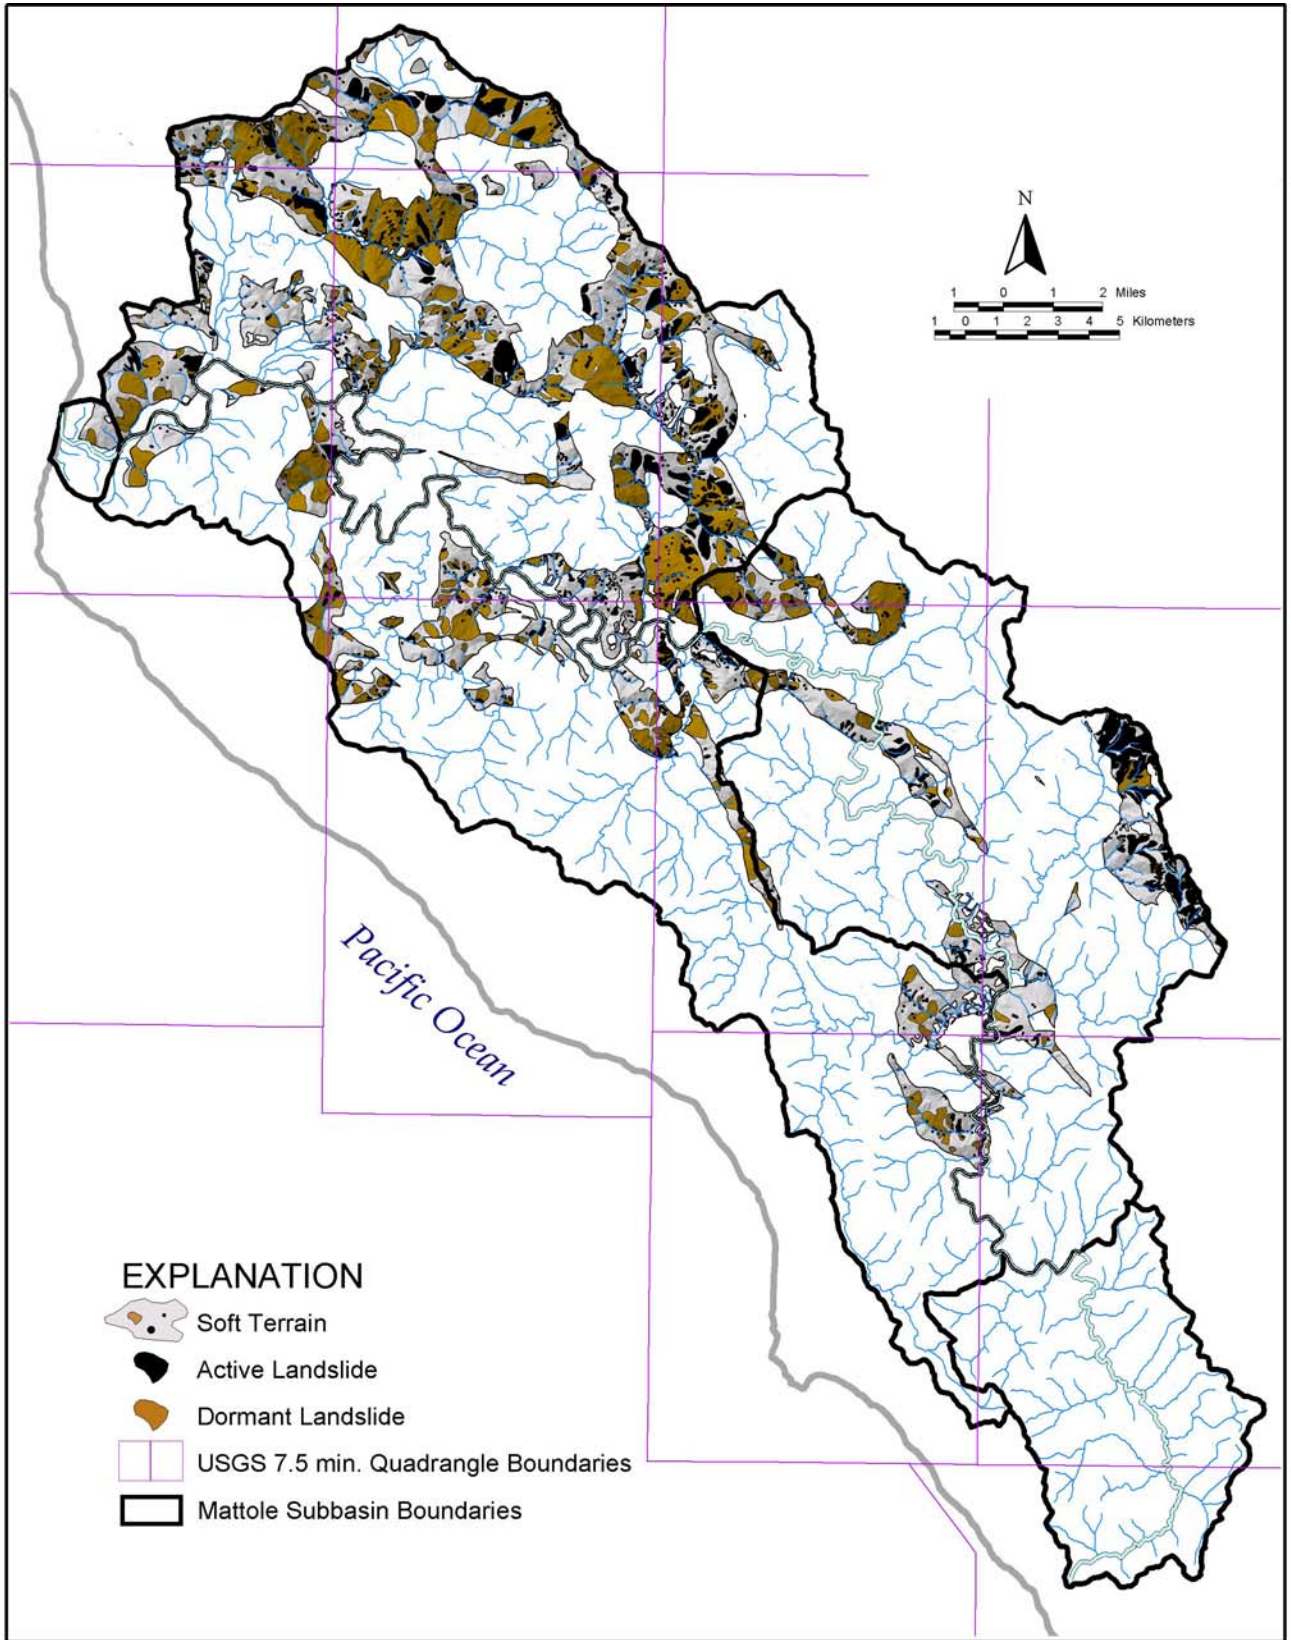 N
1 0 1 2 Miles
1 0 1 2 3 4 5 Kilometers
Pacific Ocean
EXPLANATION
Soft Terrain
Active Landslide
Dormant Landslide
USGS 7.5 min. Quadrangle Boundaries
Mattole Subbasin Boundaries